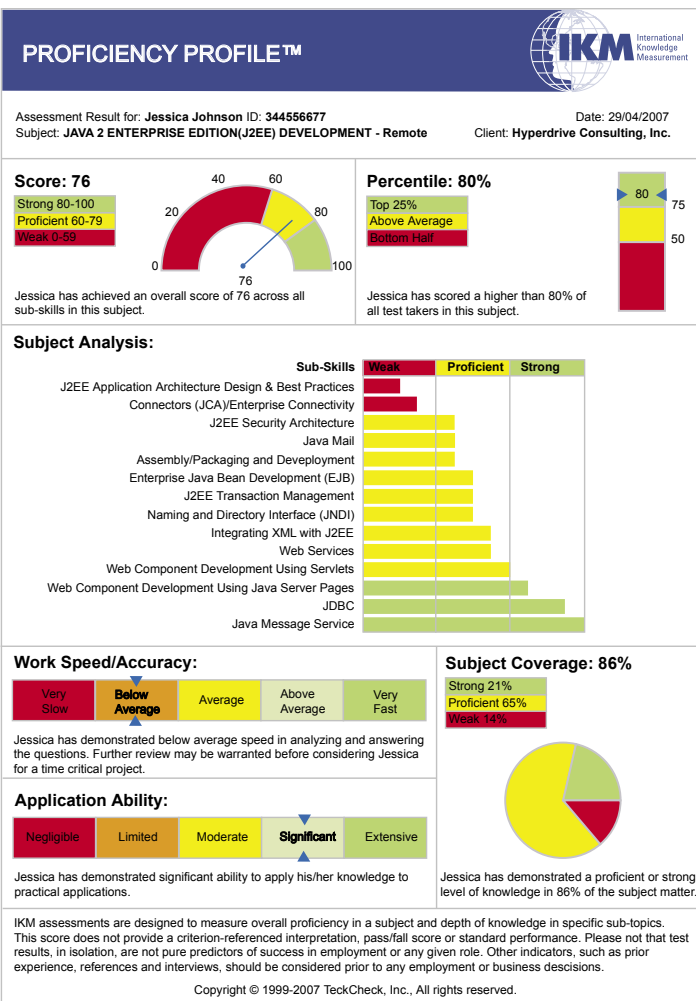 PROFICIENCY PROFILE™
IKM
International
Knowledge
Measurement
Assessment Result for: Jessica Johnson ID: 344556677
Date: 29/04/2007
Subject: JAVA 2 ENTERPRISE EDITION(J2EE) DEVELOPMENT - Remote
Client: Hyperdrive Consulting, Inc.
Score: 76
Strong 80-100
Proficient 60-79
Weak 0-59
0
20
40
60
80
100
76
Jessica has achieved an overall score of 76 across all
sub-skills in this subject.
Percentile: 80%
Top 25%
Above Average
Bottom Half
80
75
50
Jessica has scored a higher than 80% of
all test takers in this subject.
Subject Analysis:
Sub-Skills Weak Proficient Strong
J2EE Application Architecture Design & Best Practices
Connectors (JCA)/Enterprise Connectivity
J2EE Security Architecture
Java Mail
Assembly/Packaging and Deveployment
Enterprise Java Bean Development (EJB)
J2EE Transaction Management
Naming and Directory Interface (JNDI)
Integrating XML with J2EE
Web Services
Web Component Development Using Servlets
Web Component Development Using Java Server Pages
JDBC
Java Message Service
Work Speed/Accuracy:
Very
Slow
Below
Average
Average
Above
Average
Very
Fast
Jessica has demonstrated below average speed in analyzing and answering
the questions. Further review may be warranted before considering Jessica
for a time critical project.
Application Ability:
Negligible
Limited
Moderate
Significant
Extensive
Jessica has demonstrated significant ability to apply his/her knowledge to
practical applications.
Subject Coverage: 86%
Strong 21%
Proficient 65%
Weak 14%
Jessica has demonstrated a proficient or strong
level of knowledge in 86% of the subject matter.
IKM assessments are designed to measure overall proficiency in a subject and depth of knowledge in specific sub-topics.
This score does not provide a criterion-referenced interpretation, pass/fall score or standard performance. Please not that test
results, in isolation, are not pure predictors of success in employment or any given role. Other indicators, such as prior
experience, references and interviews, should be considered prior to any employment or business descisions.
Copyright © 1999-2007 TeckCheck, Inc., All rights reserved.